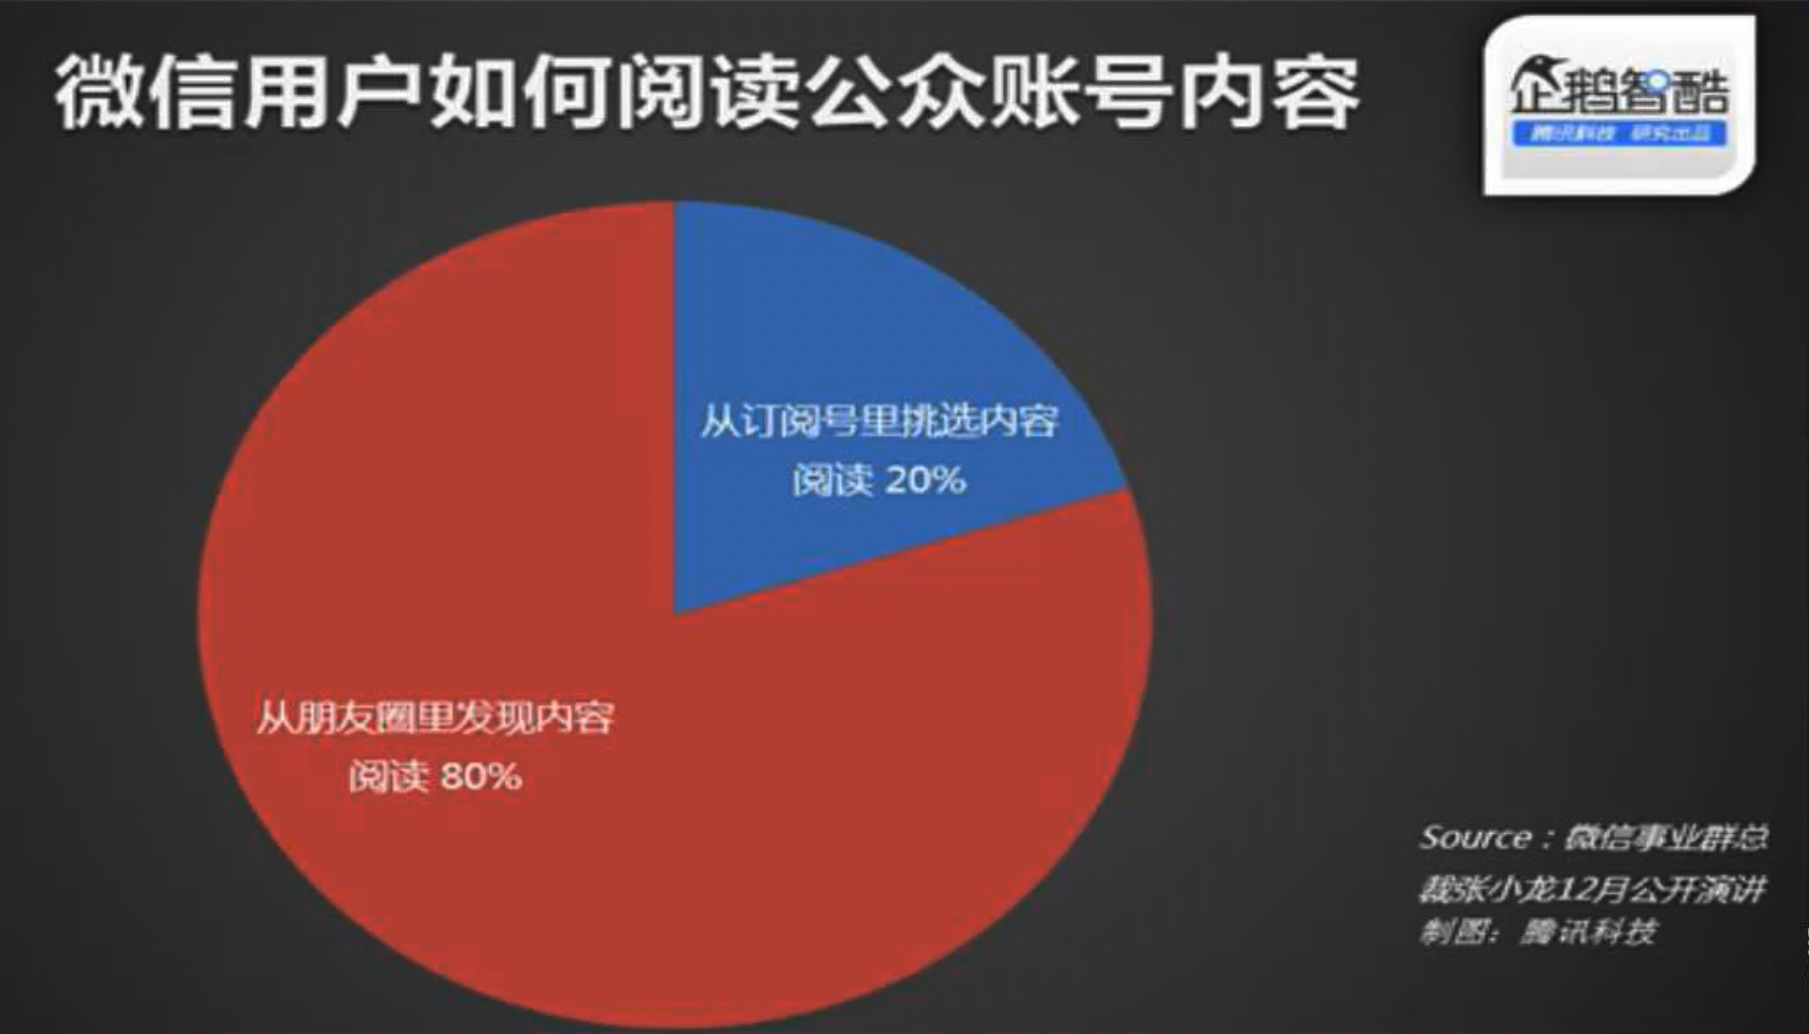 微信用户如何阅读公众账号内容
企鹅智酷
腾讯科技 研究出品
从订阅号里挑选内容
阅读 20%
从朋友圈里发现内容
阅读 80%
Source：微信事业群总
裁张小龙12月公开演讲
制图：腾讯科技